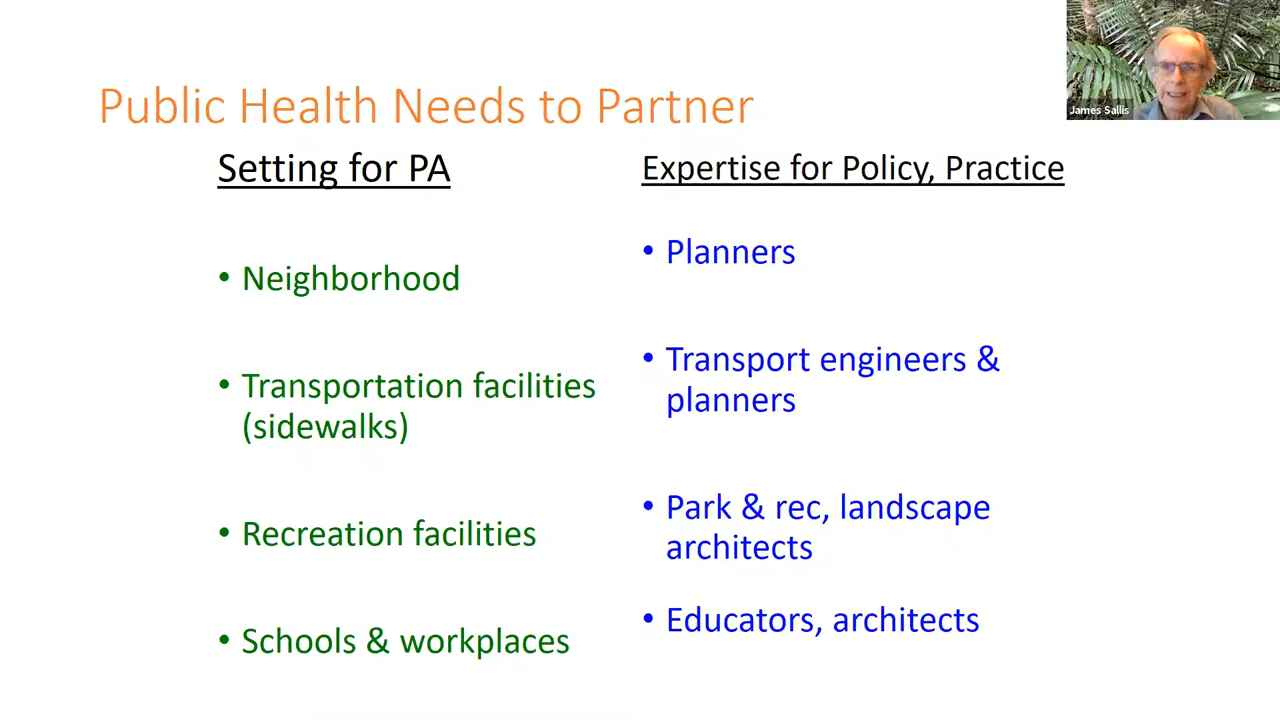 James Sallis
Public Health Needs to Partner
Setting for PA
• Neighborhood
• Transportation facilities
(sidewalks)
• Recreation facilities
• Schools & workplaces
Expertise for Policy, Practice
• Planners
• Transport engineers &
planners
• Park & rec, landscape
architects
• Educators, architects